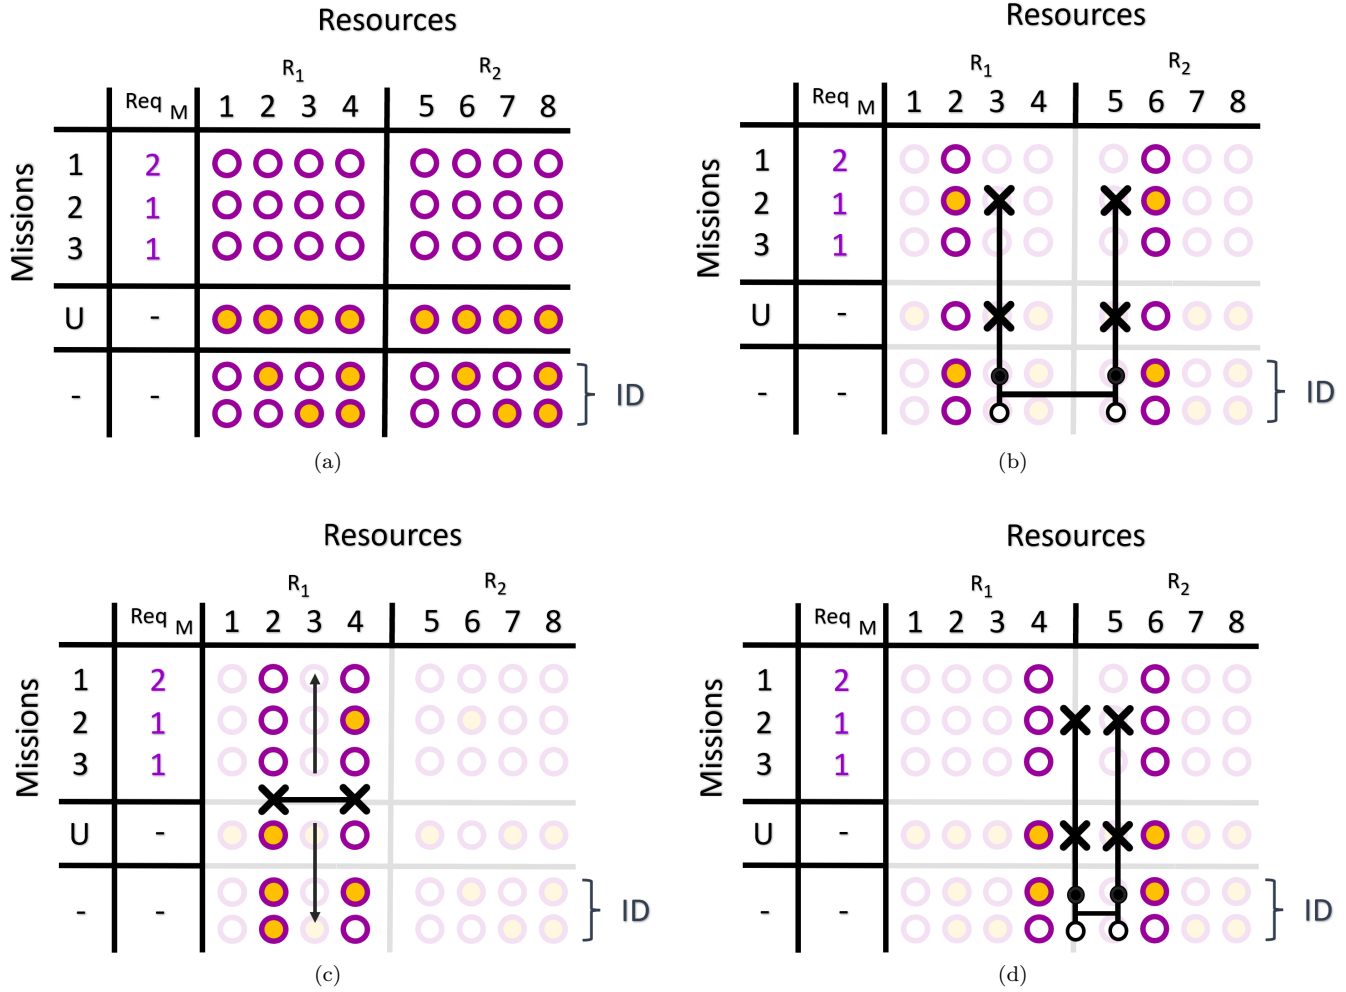 Resources
R1 R2
Req M 1 2 3 4 5 6 7 8
Missions
1 2
2 1
3 1
U -
- - ID
(a)
Resources
R1 R2
Req M 1 2 3 4 5 6 7 8
Missions
1 2
2 1
3 1
U -
- - ID
(b)
Resources
R1 R2
Req M 1 2 3 4 5 6 7 8
Missions
1 2
2 1
3 1
U -
- - ID
(c)
Resources
R1 R2
Req M 1 2 3 4 5 6 7 8
Missions
1 2
2 1
3 1
U -
- - ID
(d)